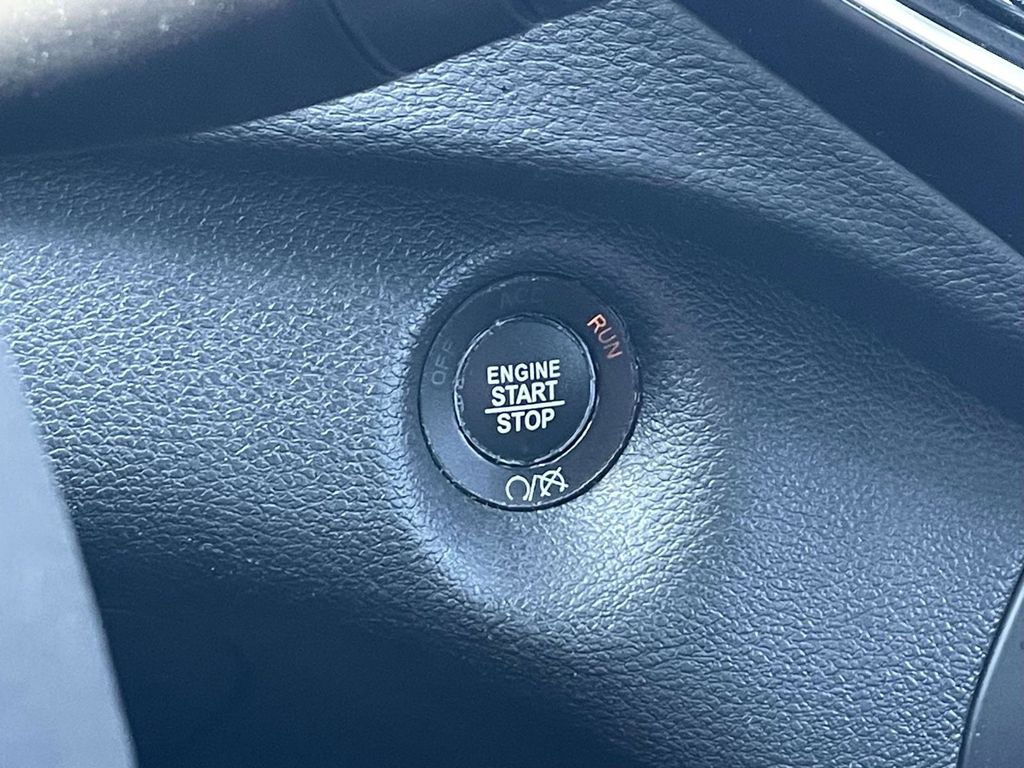 ACC
OFF
RUN
ENGINE
START
STOP